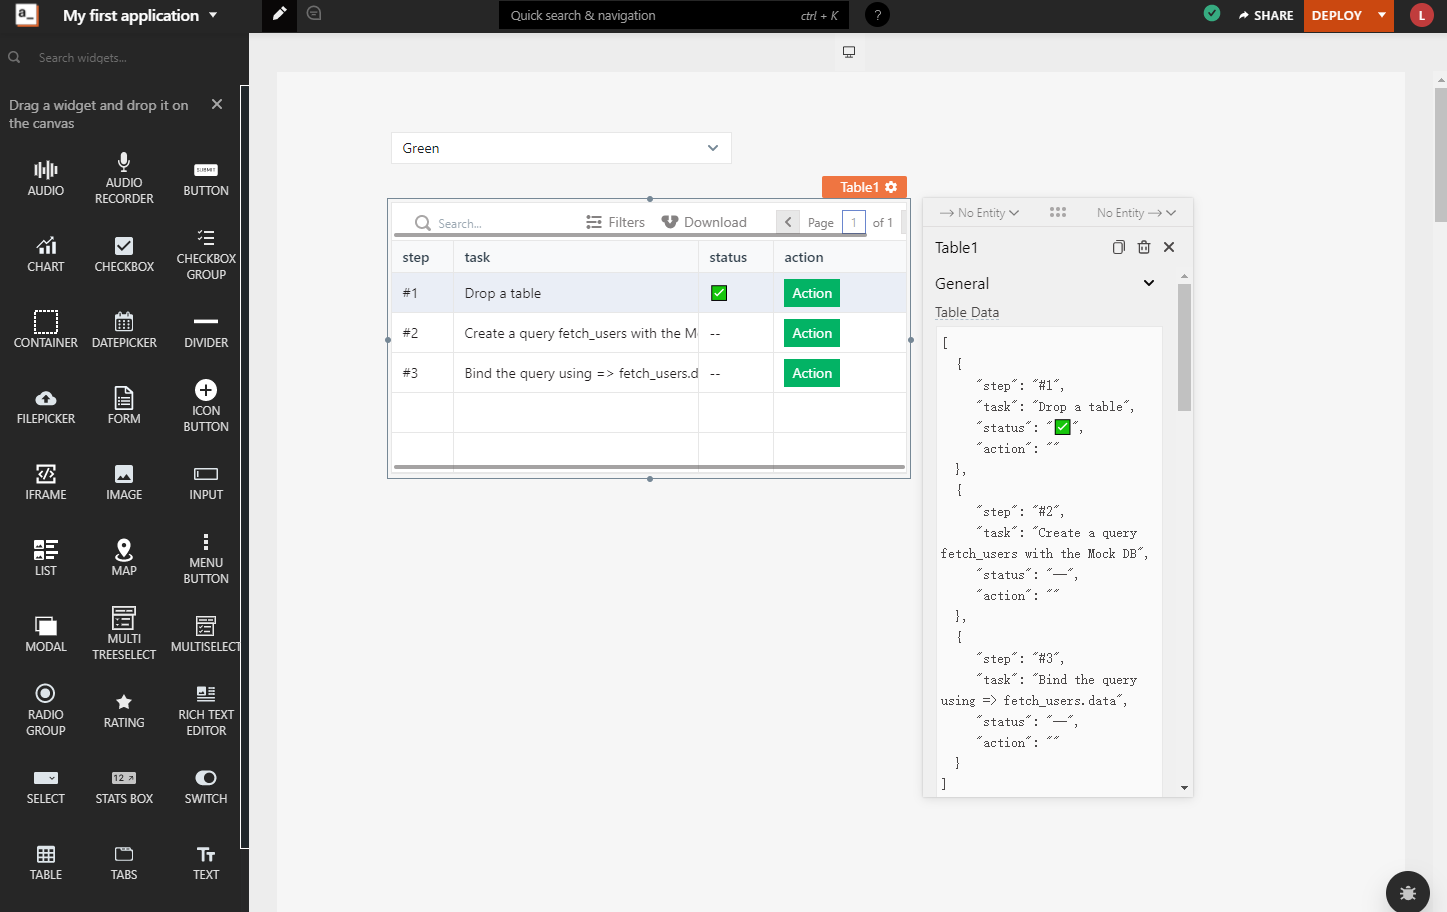 a_
My first application
Quick search & navigation
ctrl + K
?
SHARE
DEPLOY
L
Search widgets...
Drag a widget and drop it on
the canvas
AUDIO
AUDIO
RECORDER
SUBMIT
BUTTON
CHART
CHECKBOX
CHECKBOX
GROUP
CONTAINER
DATEPICKER
DIVIDER
FILEPICKER
FORM
ICON
BUTTON
IFRAME
IMAGE
INPUT
LIST
MAP
MENU
BUTTON
MODAL
MULTI
TREESELECT
MULTISELECT
RADIO
GROUP
RATING
RICH TEXT
EDITOR
SELECT
12
STATS BOX
SWITCH
TABLE
TABS
TEXT
Green
Table1
Search...
Filters
Download
Page
1
of 1
step task status action
#1 Drop a table ✅ Action
#2 Create a query fetch_users with the M -- Action
#3 Bind the query using => fetch_users.d -- Action
No Entity
No Entity
Table1
General
Table Data
[
{
"step": "#1",
"task": "Drop a table",
"status": "✅",
"action": ""
},
{
"step": "#2",
"task": "Create a query
fetch_users with the Mock DB",
"status": "--",
"action": ""
},
{
"step": "#3",
"task": "Bind the query
using => fetch_users.data",
"status": "--",
"action": ""
}
]